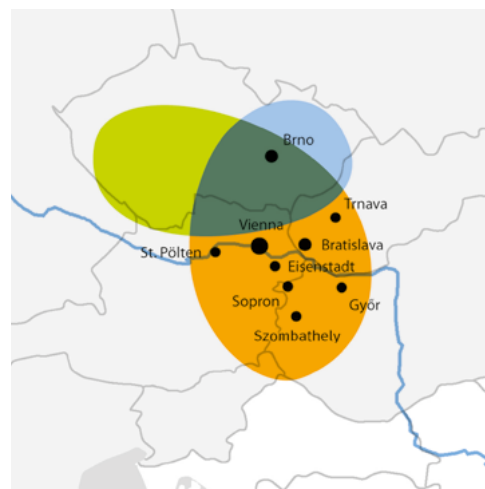 Brno
Trnava
Vienna
Bratislava
St. Pölten
Eisenstadt
Sopron
Győr
Szombathely